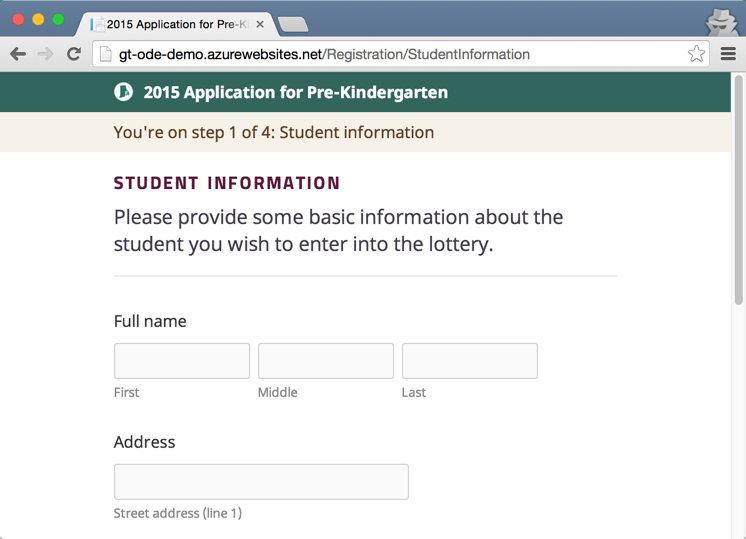 2015 Application for Pre-K
gt-ode-demo.azurewebsites.net/Registration/StudentInformation
2015 Application for Pre-Kindergarten
You're on step 1 of 4: Student information
STUDENT INFORMATION
Please provide some basic information about the
student you wish to enter into the lottery.
Full name
First Middle Last
Address
Street address (line 1)